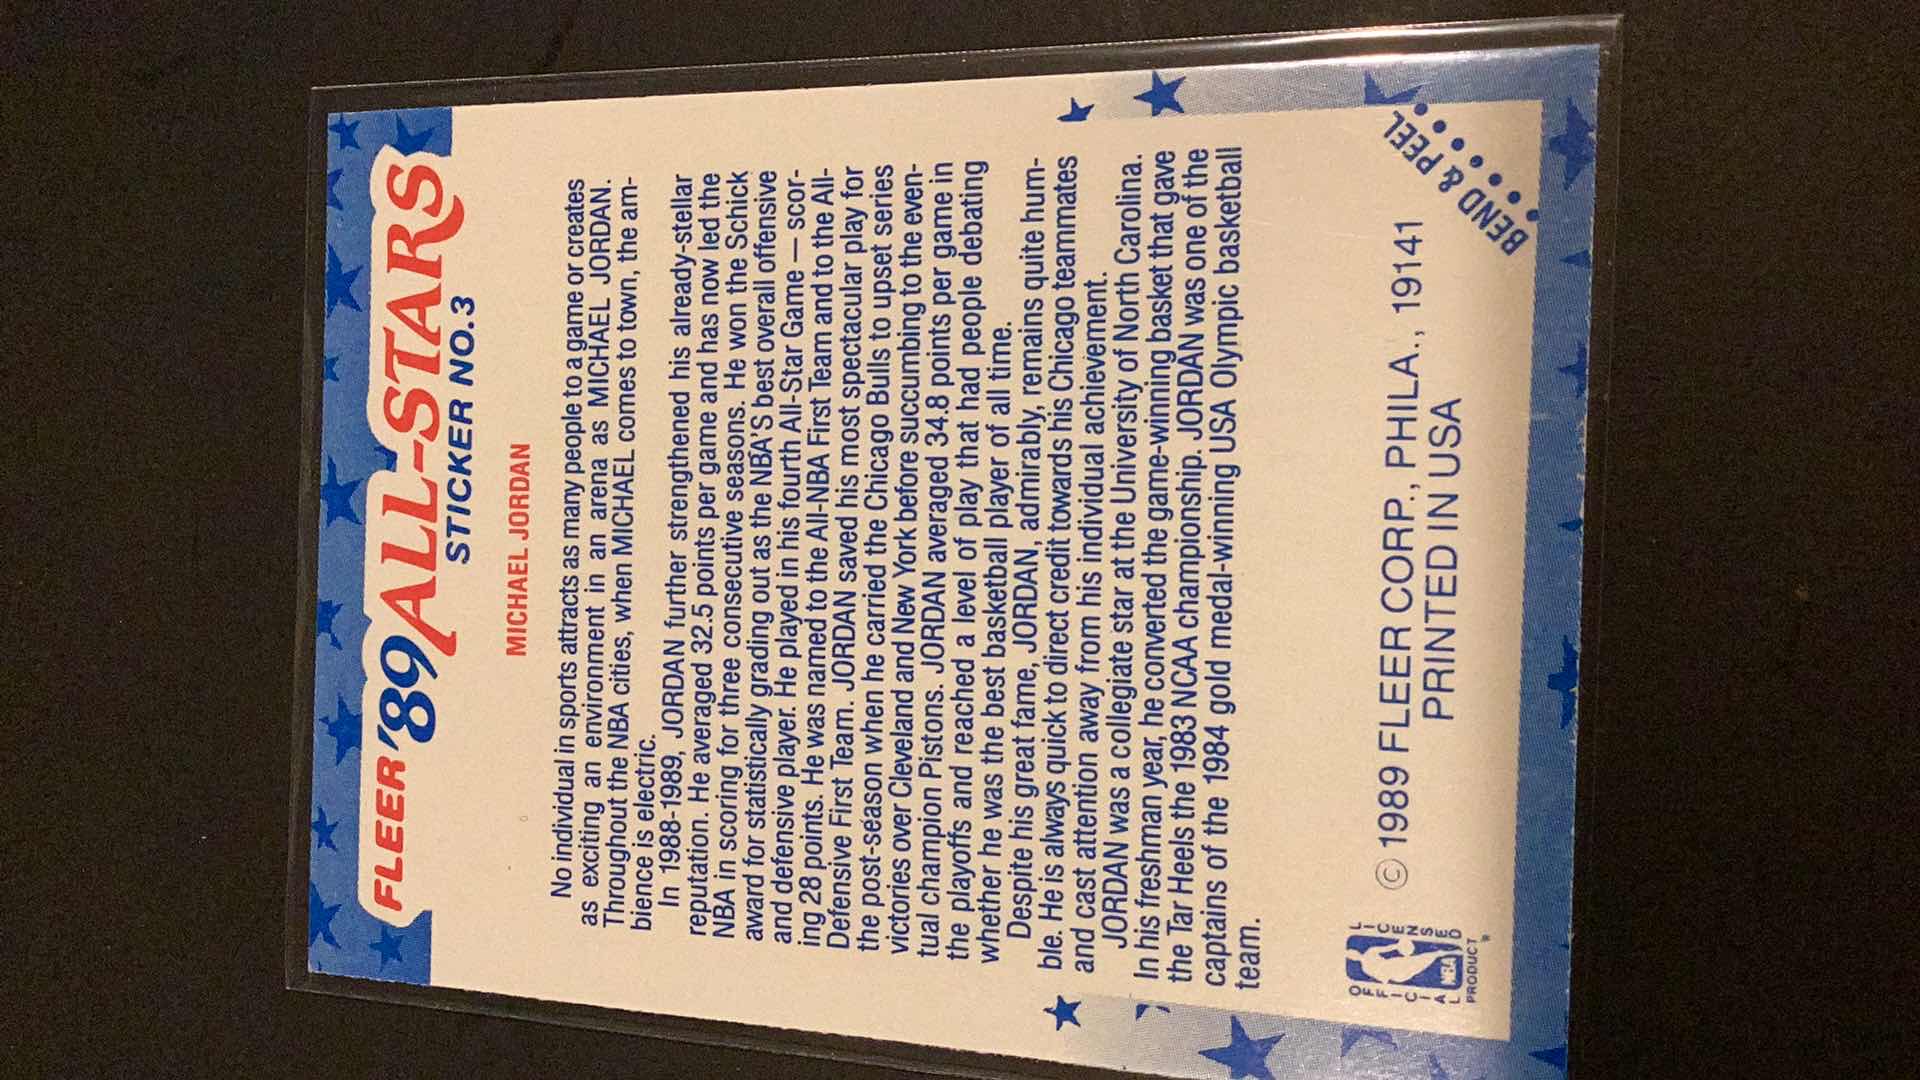 FLEER '89
ALL-STARS
STICKER NO.3
MICHAEL JORDAN
No individual in sports attracts as many people to a game or creates
as exciting an environment in an arena as MICHAEL JORDAN.
Throughout the NBA cities, when MICHAEL comes to town, the am-
bience is electric.
In 1988-1989, JORDAN further strengthened his already-stellar
reputation. He averaged 32.5 points per game and has now led the
NBA in scoring for three consecutive seasons. He won the Schick
award for statistically grading out as the NBA'S best overall offensive
and defensive player. He played in his fourth All-Star Game — scor-
ing 28 points. He was named to the All-NBA First Team and to the All-
Defensive First Team. JORDAN saved his most spectacular play for
the post-season when he carried the Chicago Bulls to upset series
victories over Cleveland and New York before succumbing to the even-
tual champion Pistons. JORDAN averaged 34.8 points per game in
the playoffs and reached a level of play that had people debating
whether he was the best basketball player of all time.
Despite his great fame, JORDAN, admirably, remains quite hum-
ble. He is always quick to direct credit towards his Chicago teammates
and cast attention away from his individual achievement.
JORDAN was a collegiate star at the University of North Carolina.
In his freshman year, he converted the game-winning basket that gave
the Tar Heels the 1983 NCAA championship. JORDAN was one of the
captains of the 1984 gold medal-winning USA Olympic basketball
team.
OFFICIAL
LICENSED
NBA
PRODUCT®
© 1989 FLEER CORP., PHILA., 19141
PRINTED IN USA
BEND & PEEL